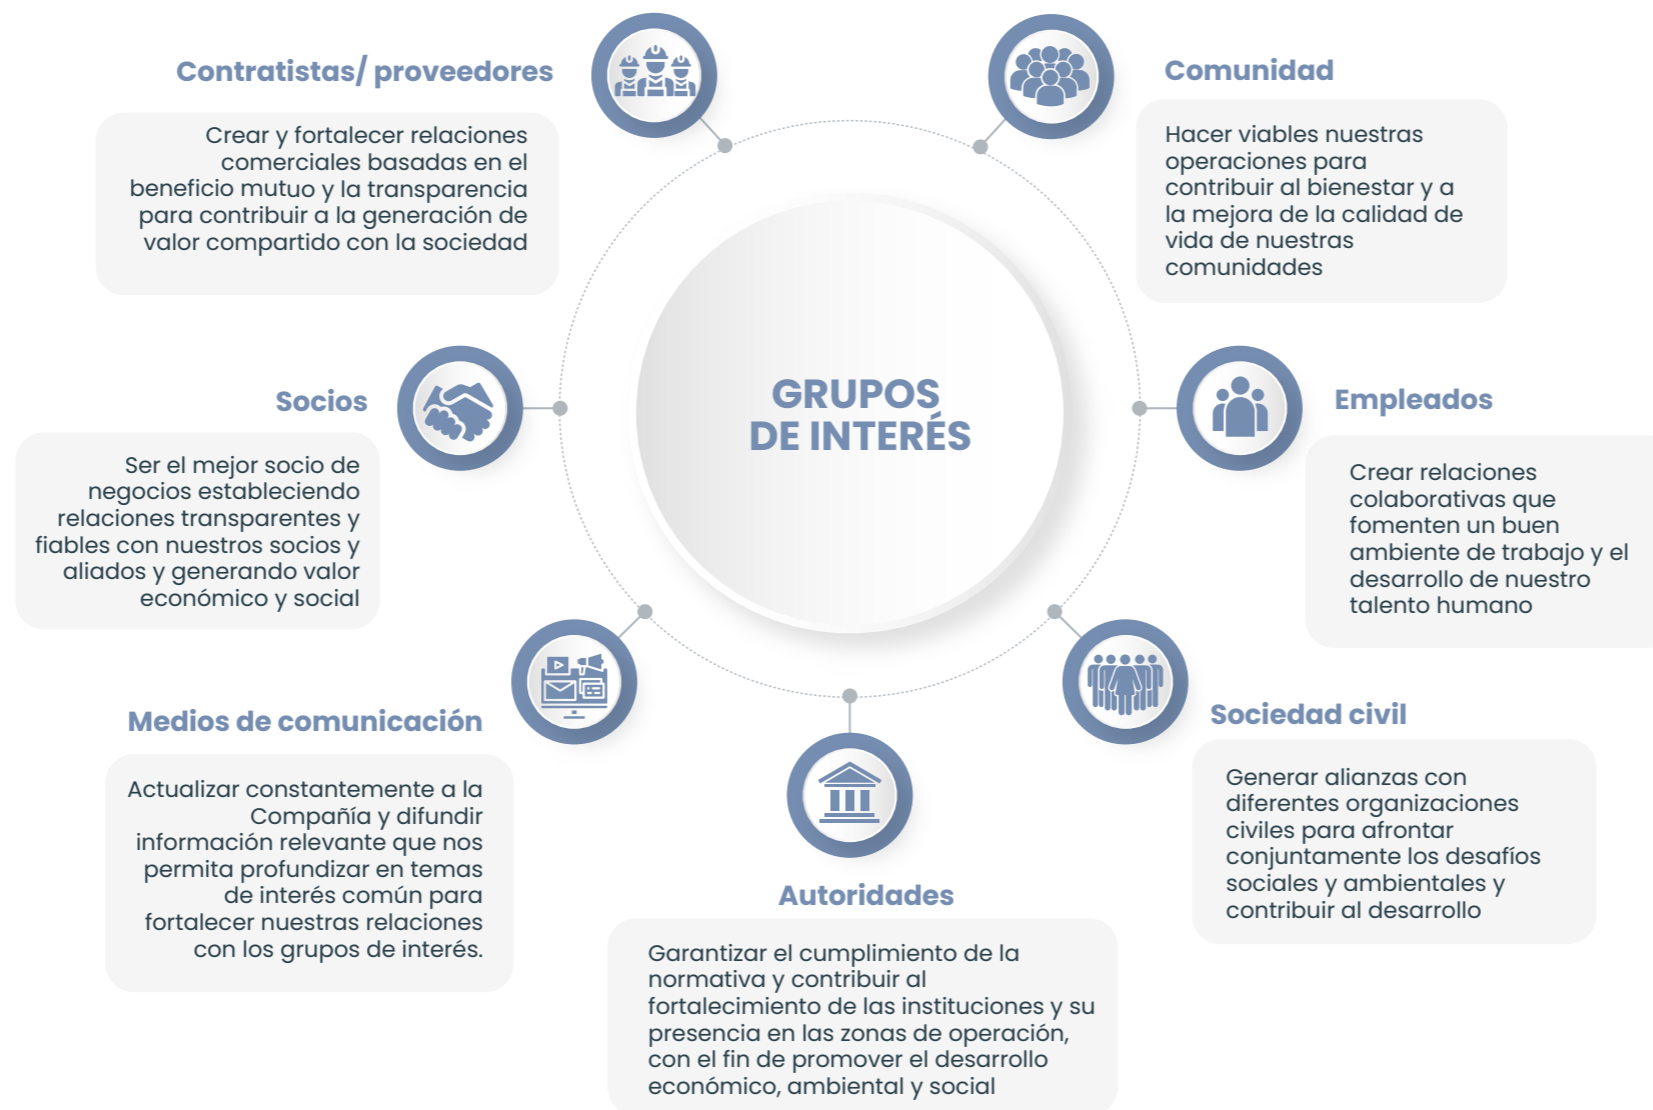 Contratistas/ proveedores
Crear y fortalecer relaciones
comerciales basadas en el
beneficio mutuo y la transparencia
para contribuir a la generación de
valor compartido con la sociedad
Comunidad
Hacer viables nuestras
operaciones para
contribuir al bienestar y a
la mejora de la calidad de
vida de nuestras
comunidades
Socios
Ser el mejor socio de
negocios estableciendo
relaciones transparentes y
fiables con nuestros socios y
aliados y generando valor
económico y social
GRUPOS
DE INTERÉS
Empleados
Crear relaciones
colaborativas que
fomenten un buen
ambiente de trabajo y el
desarrollo de nuestro
talento humano
Medios de comunicación
Actualizar constantemente a la
Compañía y difundir
información relevante que nos
permita profundizar en temas
de interés común para
fortalecer nuestras relaciones
con los grupos de interés.
Sociedad civil
Generar alianzas con
diferentes organizaciones
civiles para afrontar
conjuntamente los desafíos
sociales y ambientales y
contribuir al desarrollo
Autoridades
Garantizar el cumplimiento de la
normativa y contribuir al
fortalecimiento de las instituciones y su
presencia en las zonas de operación,
con el fin de promover el desarrollo
económico, ambiental y social